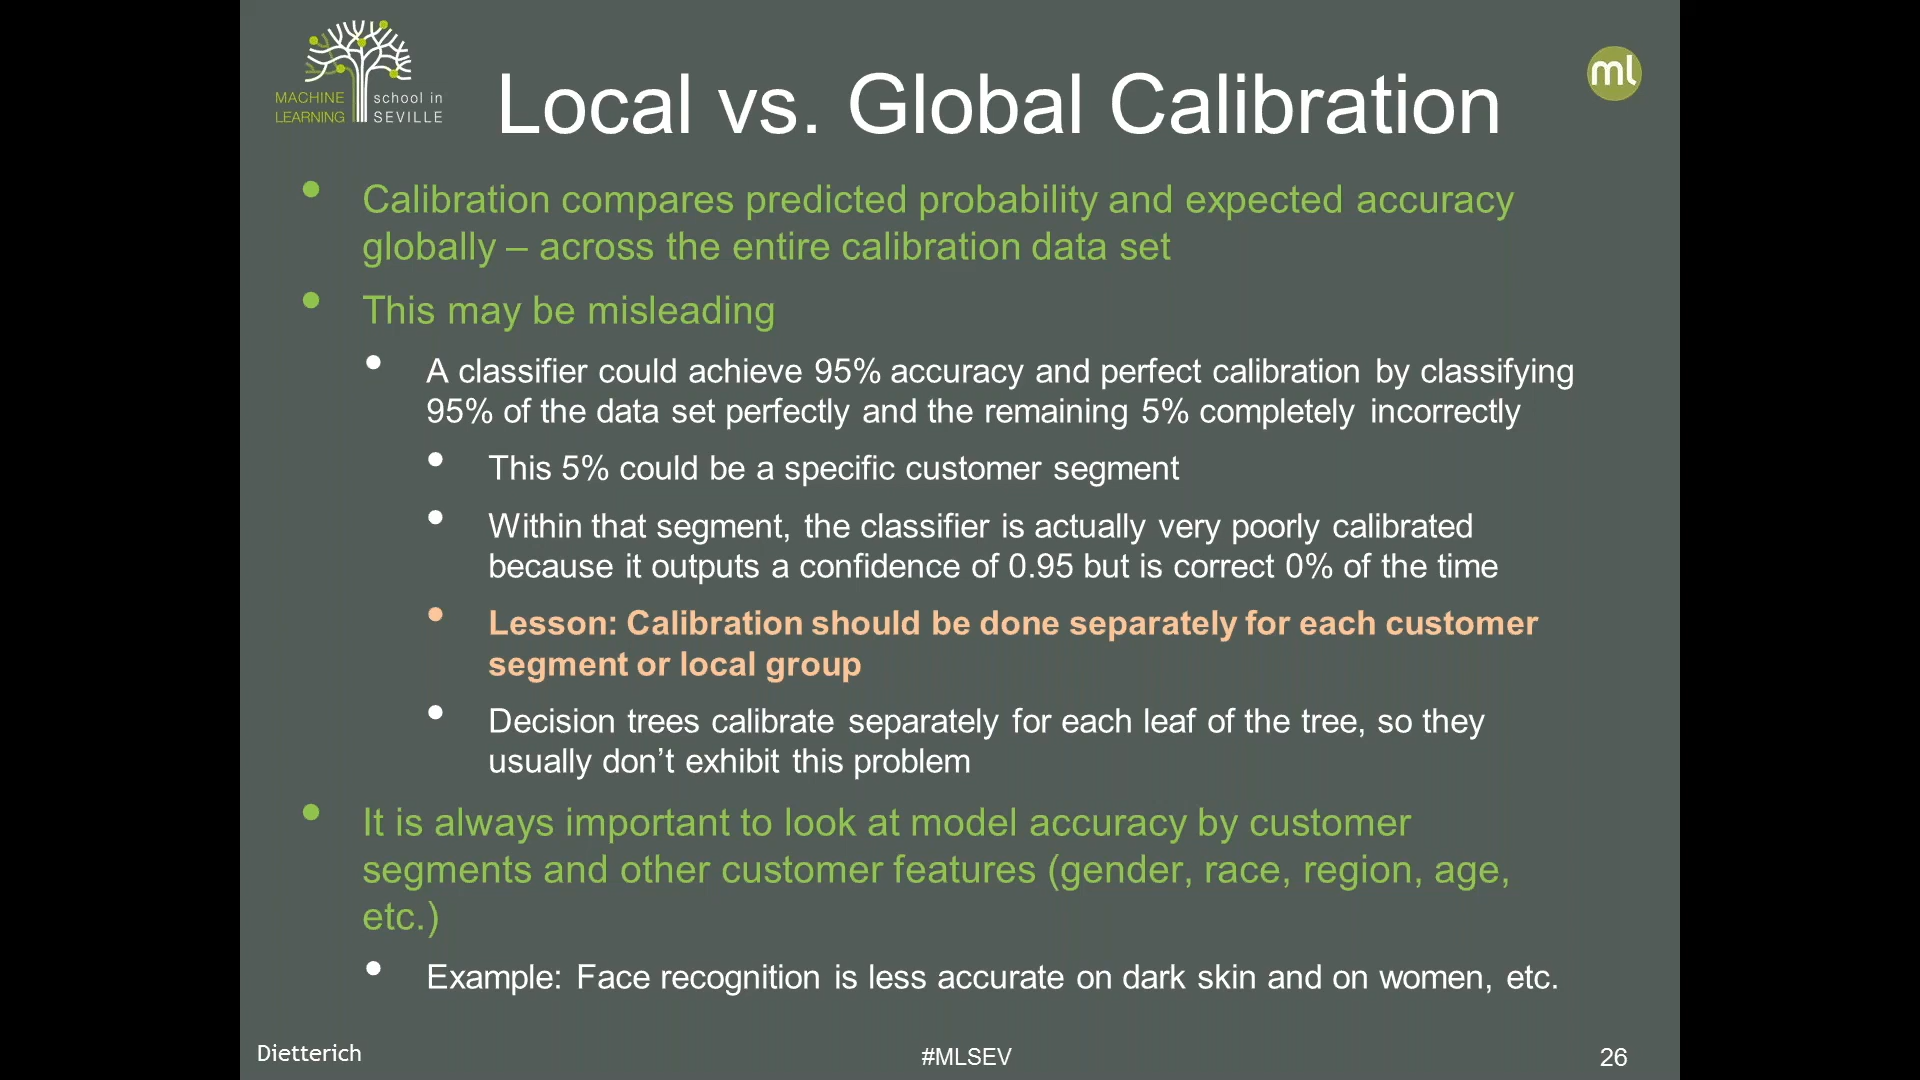 MACHINE school in
LEARNING SEVILLE
ml
Local vs. Global Calibration
• Calibration compares predicted probability and expected accuracy
globally – across the entire calibration data set
• This may be misleading
• A classifier could achieve 95% accuracy and perfect calibration by classifying
95% of the data set perfectly and the remaining 5% completely incorrectly
• This 5% could be a specific customer segment
• Within that segment, the classifier is actually very poorly calibrated
because it outputs a confidence of 0.95 but is correct 0% of the time
• Lesson: Calibration should be done separately for each customer
segment or local group
• Decision trees calibrate separately for each leaf of the tree, so they
usually don’t exhibit this problem
• It is always important to look at model accuracy by customer
segments and other customer features (gender, race, region, age,
etc.)
• Example: Face recognition is less accurate on dark skin and on women, etc.
Dietterich
#MLSEV
26